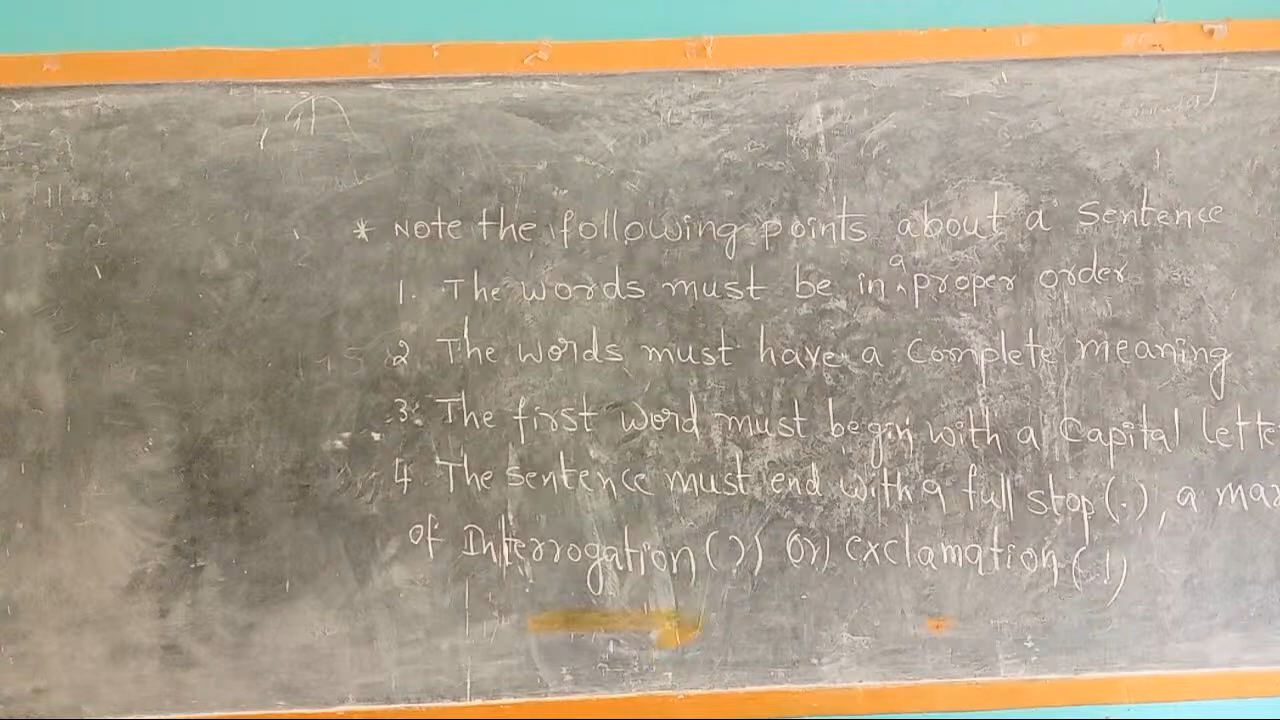 * Note the following points about a Sentence
1. The words must be in a proper order
2 The words must have a Complete meaning
3. The first word must begin with a Capital lette
4 The sentence must end with a full stop (.), a mar
of Interrogation (?) (or) exclamation (!)